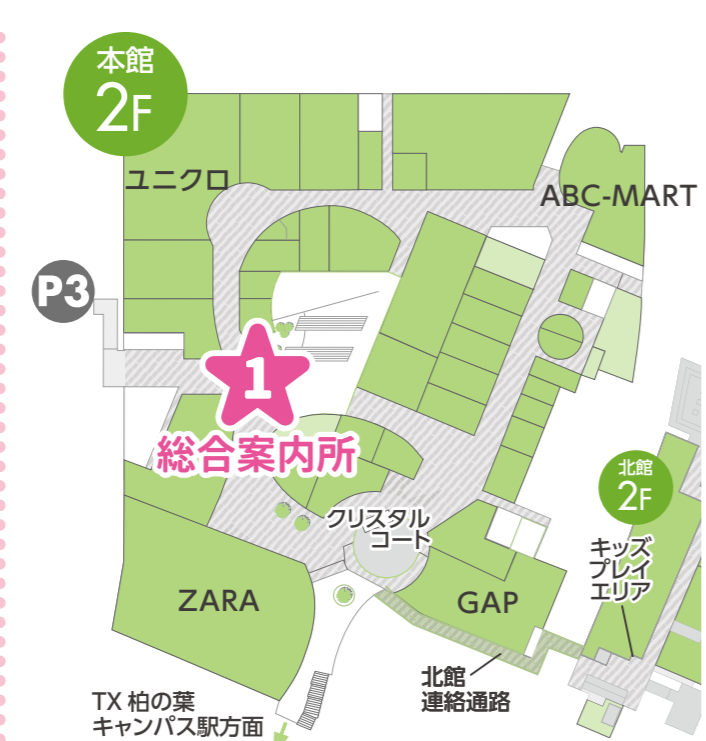 本館
2F
ユニクロ
ABC-MART
P3
1
総合案内所
北館
2F
クリスタル
コート
キッズ
プレイ
エリア
ZARA
GAP
北館
連絡通路
TX 柏の葉
キャンパス駅方面